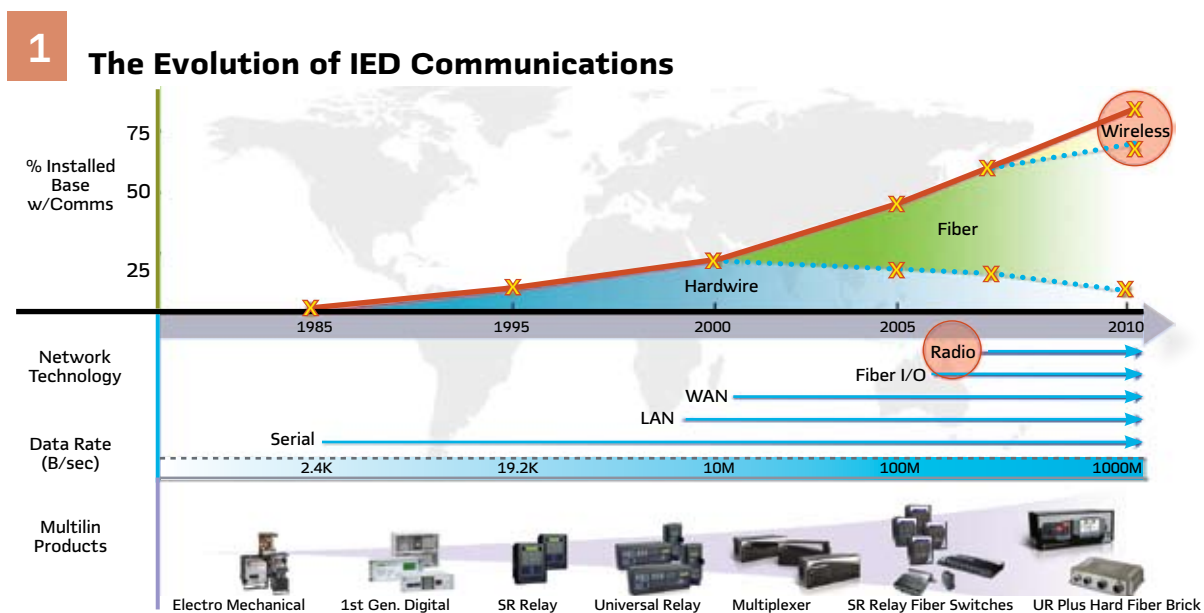 1
The Evolution of IED Communications
% Installed
Base
w/Comms
75
50
25
Wireless
Fiber
Hardwire
1985
1995
2000
2005
2010
Network
Technology
Radio
Fiber I/O
WAN
LAN
Serial
Data Rate
(B/sec)
2.4K
19.2K
10M
100M
1000M
Multilin
Products
Electro Mechanical
1st Gen. Digital
SR Relay
Universal Relay
Multiplexer
SR Relay Fiber Switches
UR Plus Hard Fiber Brick